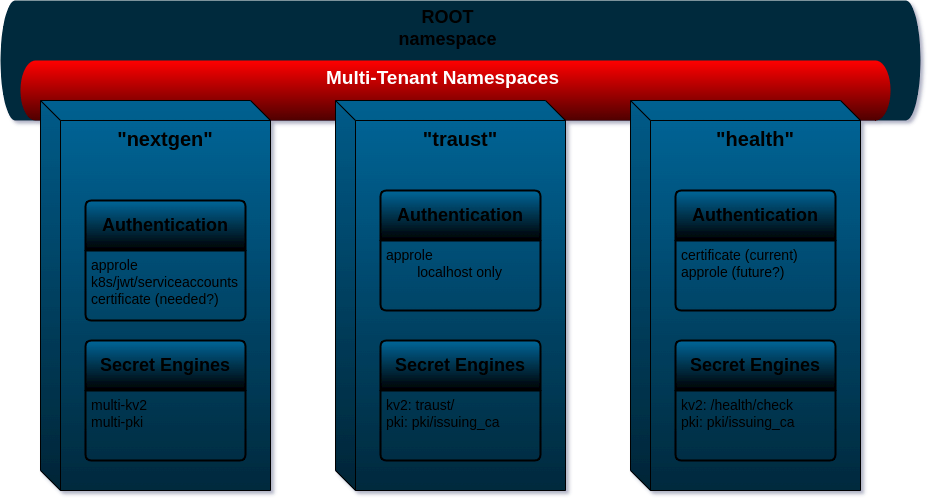 ROOT
namespace
Multi-Tenant Namespaces
"nextgen"
Authentication
approle
k8s/jwt/serviceaccounts
certificate (needed?)
Secret Engines
multi-kv2
multi-pki
"traust"
Authentication
approle
localhost only
Secret Engines
kv2: traust/
pki: pki/issuing_ca
"health"
Authentication
certificate (current)
approle (future?)
Secret Engines
kv2: /health/check
pki: pki/issuing_ca